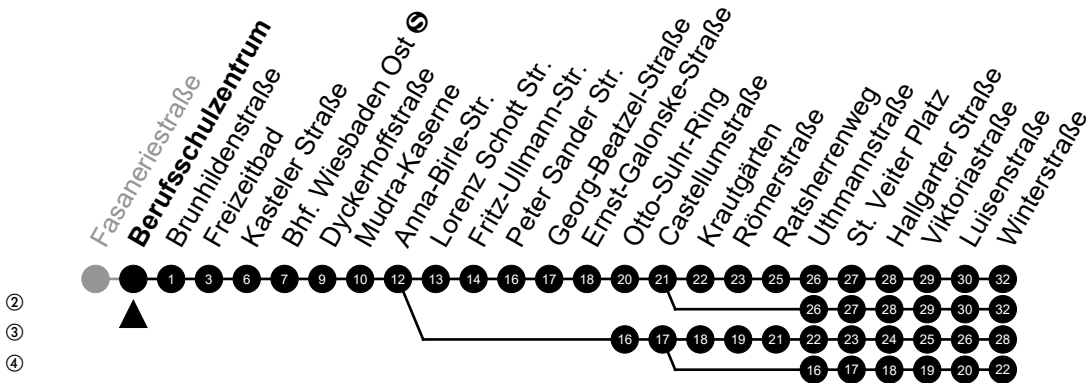 Fasaneriestraße
Berufsschulzentrum
Brunhildenstraße
Freizeitbad
Kasteler Straße
Bhf. Wiesbaden Ost S
Dyckerhoffstraße
Mudra-Kaserne
Anna-Birle-Str.
Lorenz Schott Str.
Fritz-Ullmann-Str.
Peter Sander Str.
Georg-Beatzel-Straße
Ernst-Galonske-Straße
Otto-Suhr-Ring
Castellumstraße
Krautgärten
Römerstraße
Ratsherrenweg
Uthmannstraße
St. Veiter Platz
Hallgarter Straße
Viktoriastraße
Luisenstraße
Winterstraße
1 3 6 7 9 10 12 13 14 16 17 18 20 21 22 23 25 26 27 28 29 30 32
② 26 27 28 29 30 32
③ 16 17 18 19 21 22 23 24 25 26 28
④ 16 17 18 19 20 22